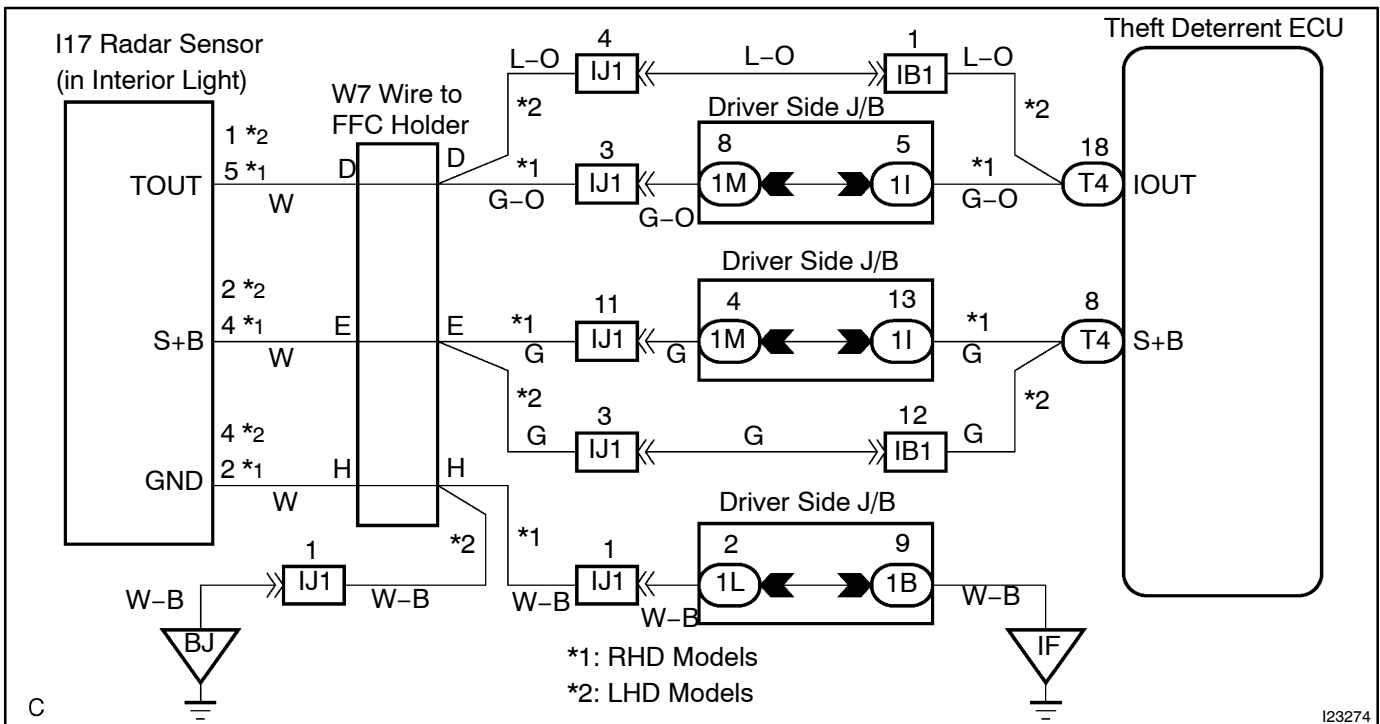 I17 Radar Sensor
(in Interior Light)
W7 Wire to
FFC Holder
Theft Deterrent ECU
4
IJ1
L–O
L–O
1
IB1
L–O
*2
*2
Driver Side J/B
1 *2
5 *1
TOUT
W
D
D
*1
G–O
3
IJ1
G–O
8
1M
5
1I
*1
G–O
18
T4
IOUT
Driver Side J/B
2 *2
4 *1
S+B
W
E
E
*1
G
11
IJ1
G
4
1M
13
1I
*1
G
8
T4
S+B
*2
G
3
IJ1
G
12
IB1
G
*2
4 *2
2 *1
GND
W
H
H
*2
*1
Driver Side J/B
1
IJ1
W–B
W–B
BJ
1
IJ1
W–B
W–B
2
1L
9
1B
W–B
IF
*1: RHD Models
*2: LHD Models
C
I23274